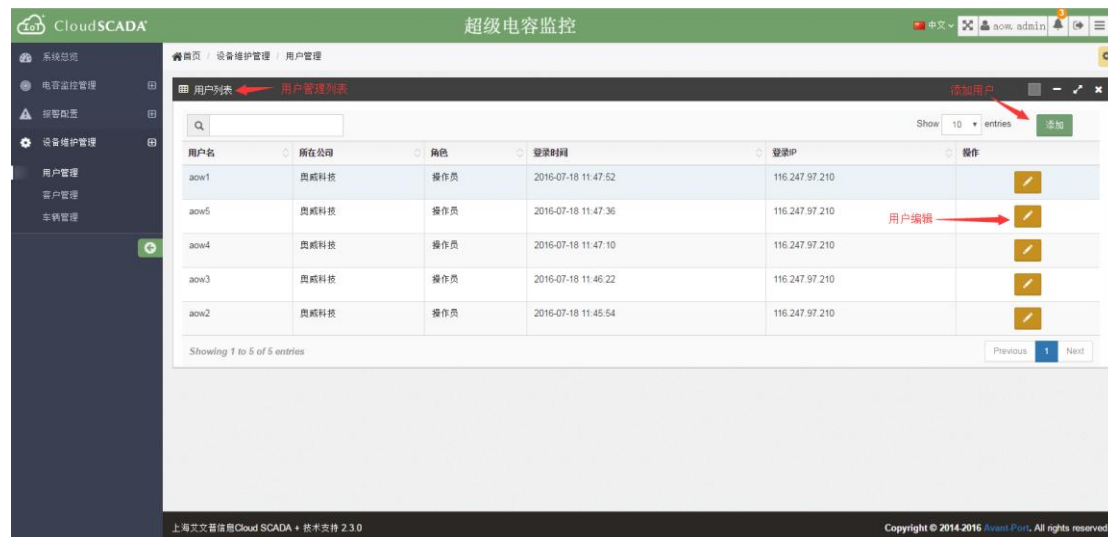 IoT CloudSCADA 超级电容监控 中文 aow admin 3
系统总览
电容监控管理
报警配置
设备维护管理
用户管理
客户管理
车辆管理
首页 / 设备维护管理 / 用户管理
用户列表 用户管理列表 添加用户
Show 10 entries 添加
用户名 所在公司 角色 登录时间 登录IP 操作
aow1 奥威科技 操作员 2016-07-18 11:47:52 116.247.97.210
aow5 奥威科技 操作员 2016-07-18 11:47:36 116.247.97.210 用户编辑
aow4 奥威科技 操作员 2016-07-18 11:47:10 116.247.97.210
aow3 奥威科技 操作员 2016-07-18 11:46:22 116.247.97.210
aow2 奥威科技 操作员 2016-07-18 11:45:54 116.247.97.210
Showing 1 to 5 of 5 entries Previous 1 Next
上海艾文普信息Cloud SCADA + 技术支持 2.3.0 Copyright © 2014-2016 Avant-Port. All rights reserved